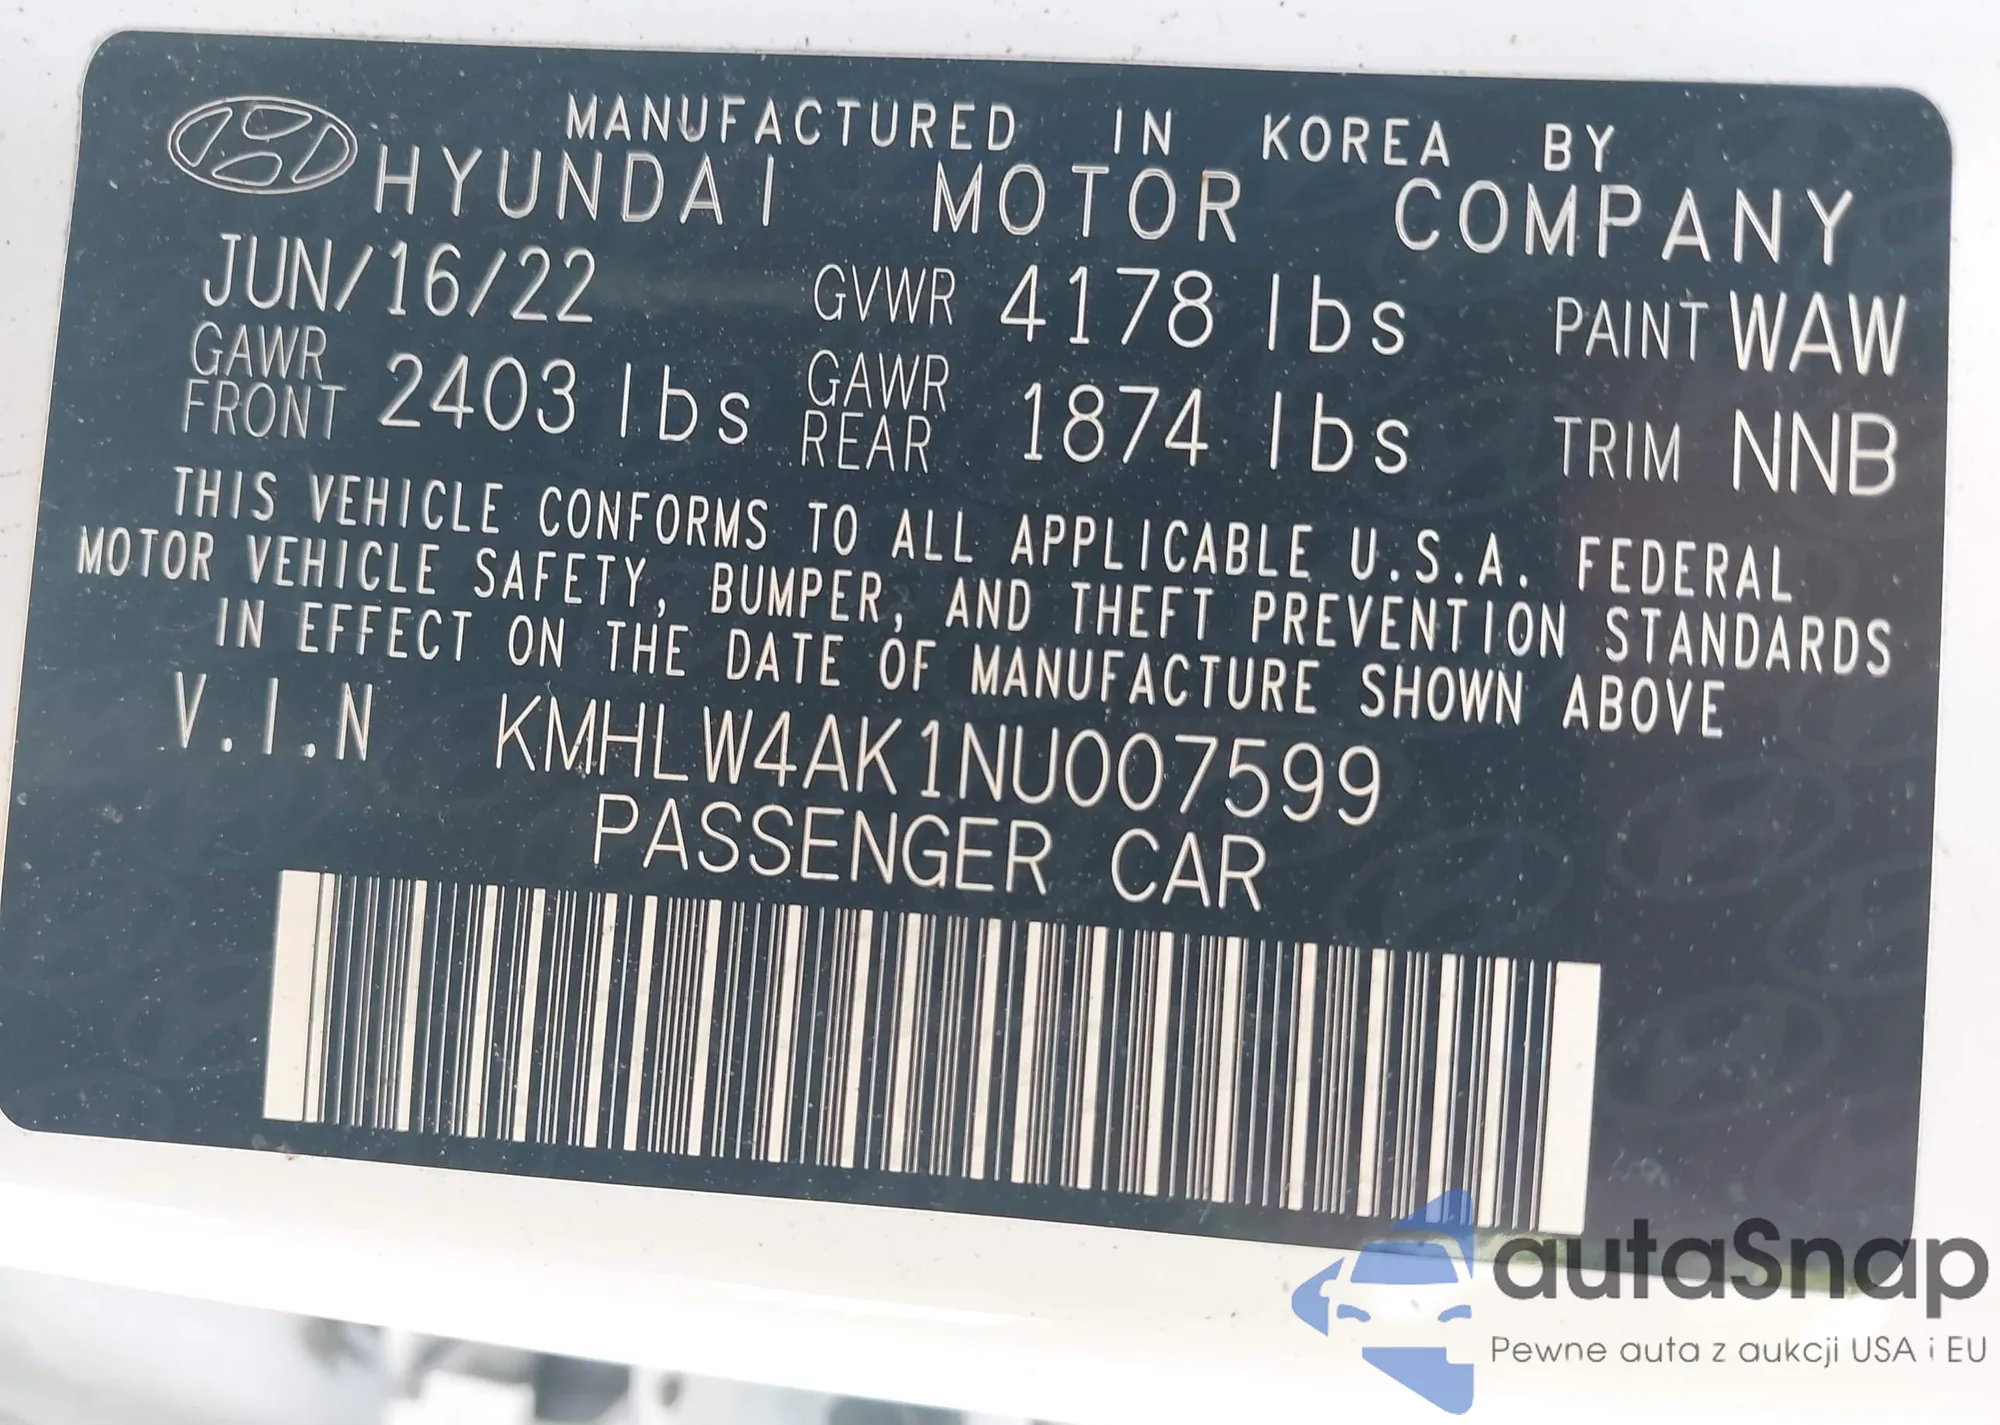 MANUFACTURED IN KOREA BY
HYUNDAI MOTOR COMPANY
JUN/16/22 GVWR 4178 lbs PAINT WAW
GAWR FRONT 2403 lbs GAWR REAR 1874 lbs TRIM NNB
THIS VEHICLE CONFORMS TO ALL APPLICABLE U.S.A. FEDERAL
MOTOR VEHICLE SAFETY, BUMPER, AND THEFT PREVENTION STANDARDS
IN EFFECT ON THE DATE OF MANUFACTURE SHOWN ABOVE
V.I.N KMHLW4AK1NU007599
PASSENGER CAR
autaSnap
Pewne auta z aukcji USA i EU